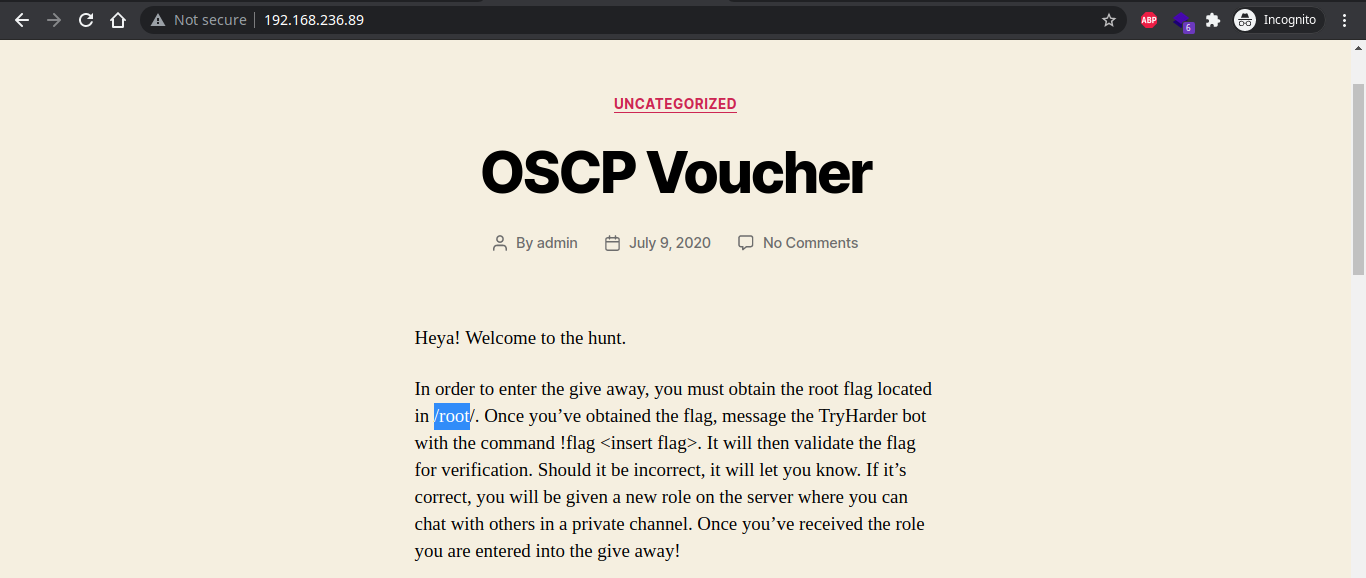 Not secure 192.168.236.89
ABP
6
Incognito
UNCATEGORIZED
OSCP Voucher
By admin July 9, 2020 No Comments
Heya! Welcome to the hunt.
In order to enter the give away, you must obtain the root flag located
in /root/. Once you’ve obtained the flag, message the TryHarder bot
with the command !flag <insert flag>. It will then validate the flag
for verification. Should it be incorrect, it will let you know. If it’s
correct, you will be given a new role on the server where you can
chat with others in a private channel. Once you’ve received the role
you are entered into the give away!